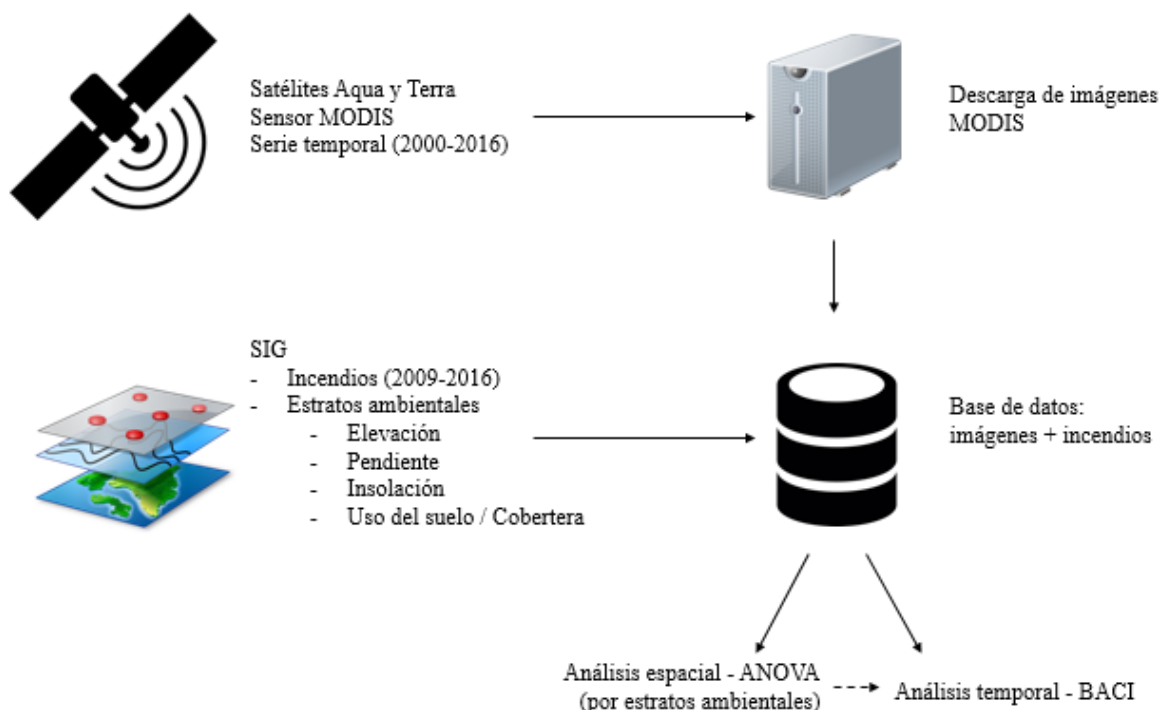 Satélites Aqua y Terra
Sensor MODIS
Serie temporal (2000-2016)
Descarga de imágenes
MODIS
SIG
- Incendios (2009-2016)
- Estratos ambientales
- Elevación
- Pendiente
- Insolación
- Uso del suelo / Cobertera
Base de datos:
imágenes + incendios
Análisis espacial - ANOVA
(por estratos ambientales)
Análisis temporal - BACI